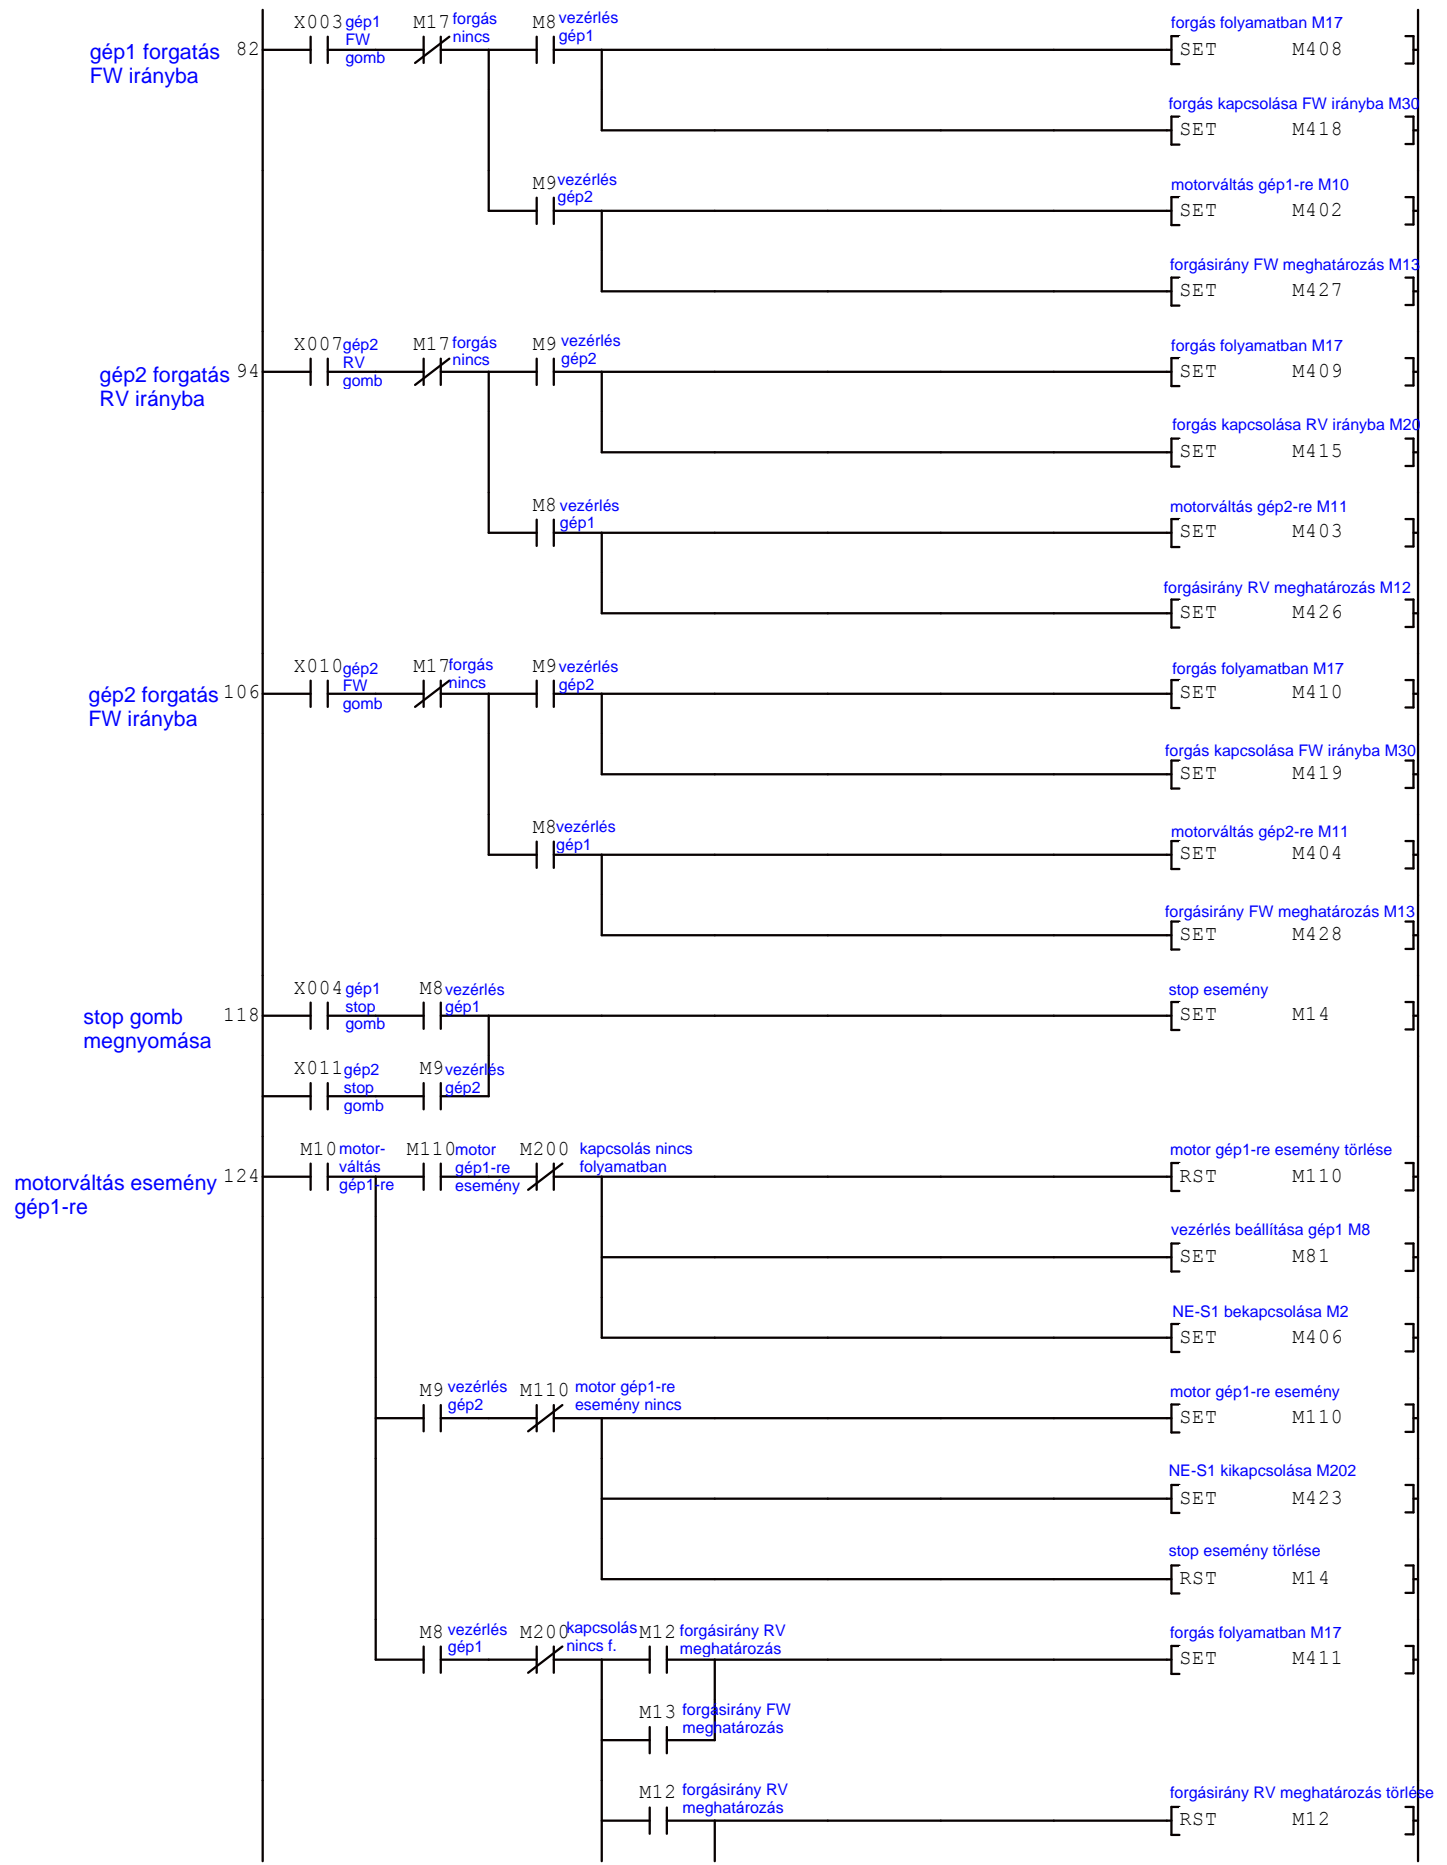 X003 gép1 M17 forgás M8 vezérlés forgás folyamatban M17
gép1 forgatás 82 FW nincs gép1 SET M408
FW irányba gomb
forgás kapcsolása FW irányba M30
SET M418
M9 vezérlés motorváltás gép1-re M10
gép2 SET M402
forgásirány FW meghatározás M13
SET M427
X007 gép2 M17 forgás M9 vezérlés forgás folyamatban M17
gép2 forgatás 94 RV nincs gép2 SET M409
RV irányba gomb
forgás kapcsolása RV irányba M20
SET M415
M8 vezérlés motorváltás gép2-re M11
gép1 SET M403
forgásirány RV meghatározás M12
SET M426
X010 gép2 M17 forgás M9 vezérlés forgás folyamatban M17
gép2 forgatás 106 FW nincs gép2 SET M410
FW irányba gomb
forgás kapcsolása FW irányba M30
SET M419
M8 vezérlés motorváltás gép2-re M11
gép1 SET M404
forgásirány FW meghatározás M13
SET M428
X004 gép1 M8 vezérlés stop esemény
stop gomb 118 stop gép1 SET M14
megnyomása gomb
X011 gép2 M9 vezérlés
stop gép2
gomb
M10 motor- M110 motor M200 kapcsolás nincs motor gép1-re esemény törlése
motorváltás esemény 124 váltás gép1-re folyamatban RST M110
gép1-re gép1-re esemény
vezérlés beállítása gép1 M8
SET M81
NE-S1 bekapcsolása M2
SET M406
M9 vezérlés M110 motor gép1-re motor gép1-re esemény
gép2 esemény nincs SET M110
NE-S1 kikapcsolása M202
SET M423
stop esemény törlése
RST M14
M8 vezérlés M200 kapcsolás M12 forgásirány RV forgás folyamatban M17
gép1 nincs f. meghatározás SET M411
M13 forgásirány FW
meghatározás
M12 forgásirány RV forgásirány RV meghatározás törlése
meghatározás RST M12